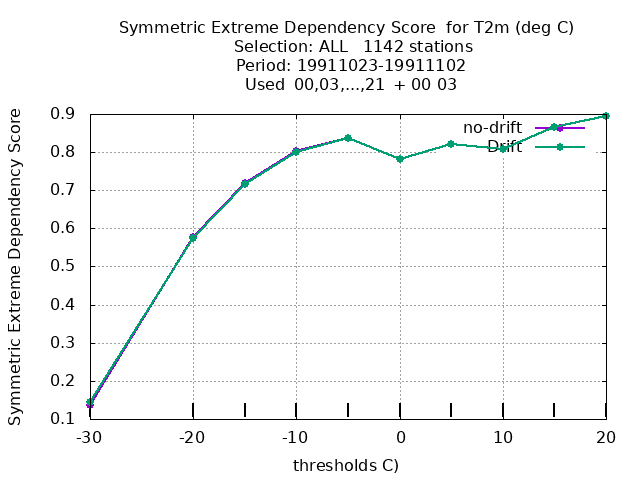 Symmetric Extreme Dependency Score  for T2m (deg C)
Selection: ALL   1142 stations
Period: 19911023-19911102
Used  00,03,...,21  + 00 03
Symmetric Extreme Dependency Score
0.9
0.8
0.7
0.6
0.5
0.4
0.3
0.2
0.1
no-drift
Drift
-30
-20
-10
0
10
20
thresholds C)